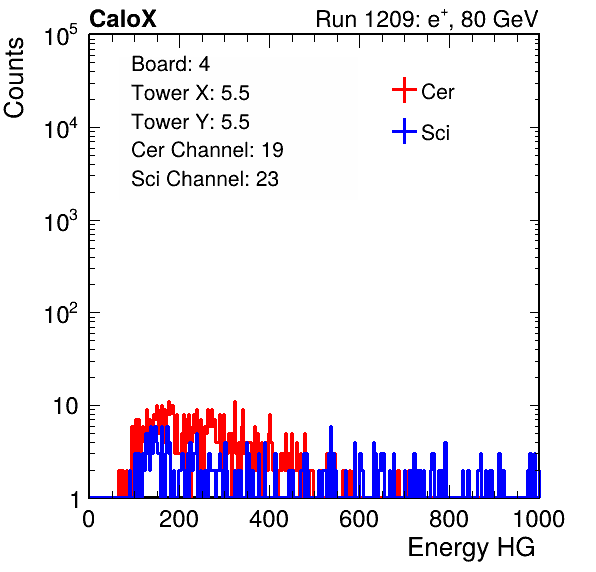 CaloX Run 1209: e⁺, 80 GeV
Counts
10⁵
10⁴
10³
10²
10
1
Board: 4
Tower X: 5.5
Tower Y: 5.5
Cer Channel: 19
Sci Channel: 23
Cer
Sci
0 200 400 600 800 1000
Energy HG